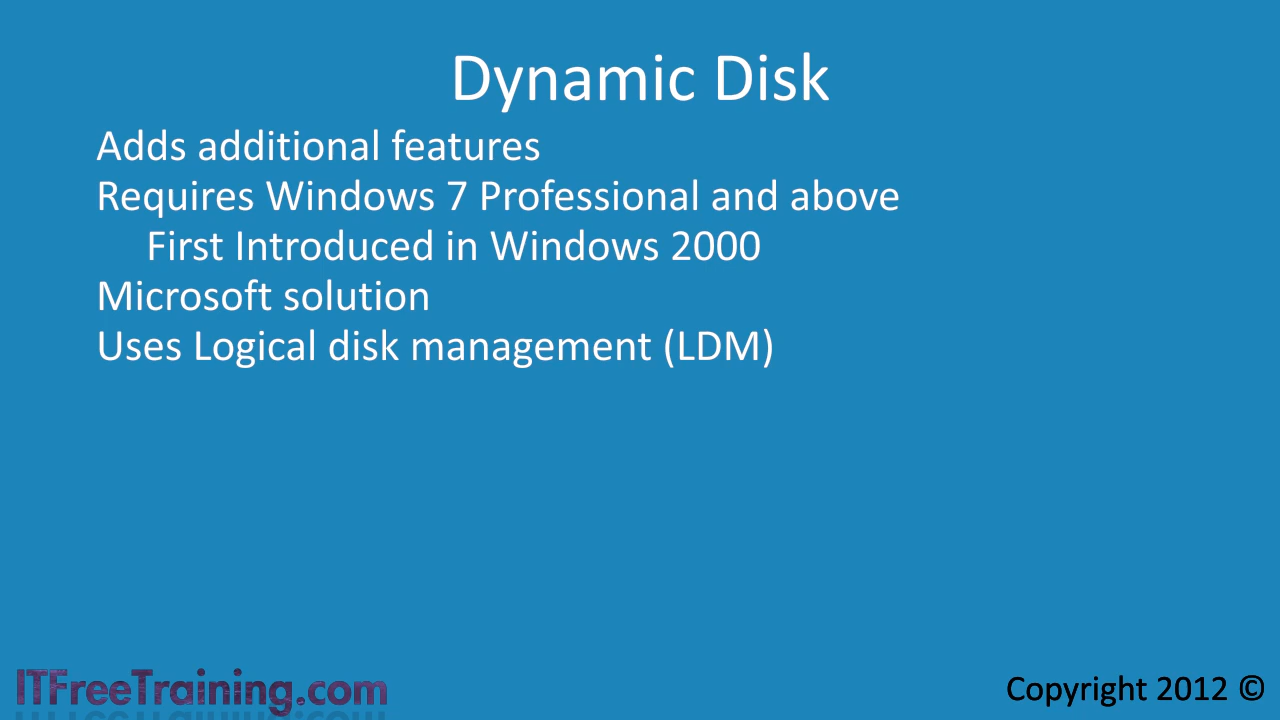 Dynamic Disk
Adds additional features
Requires Windows 7 Professional and above
First Introduced in Windows 2000
Microsoft solution
Uses Logical disk management (LDM)
ITFreeTraining.com
Copyright 2012 ©